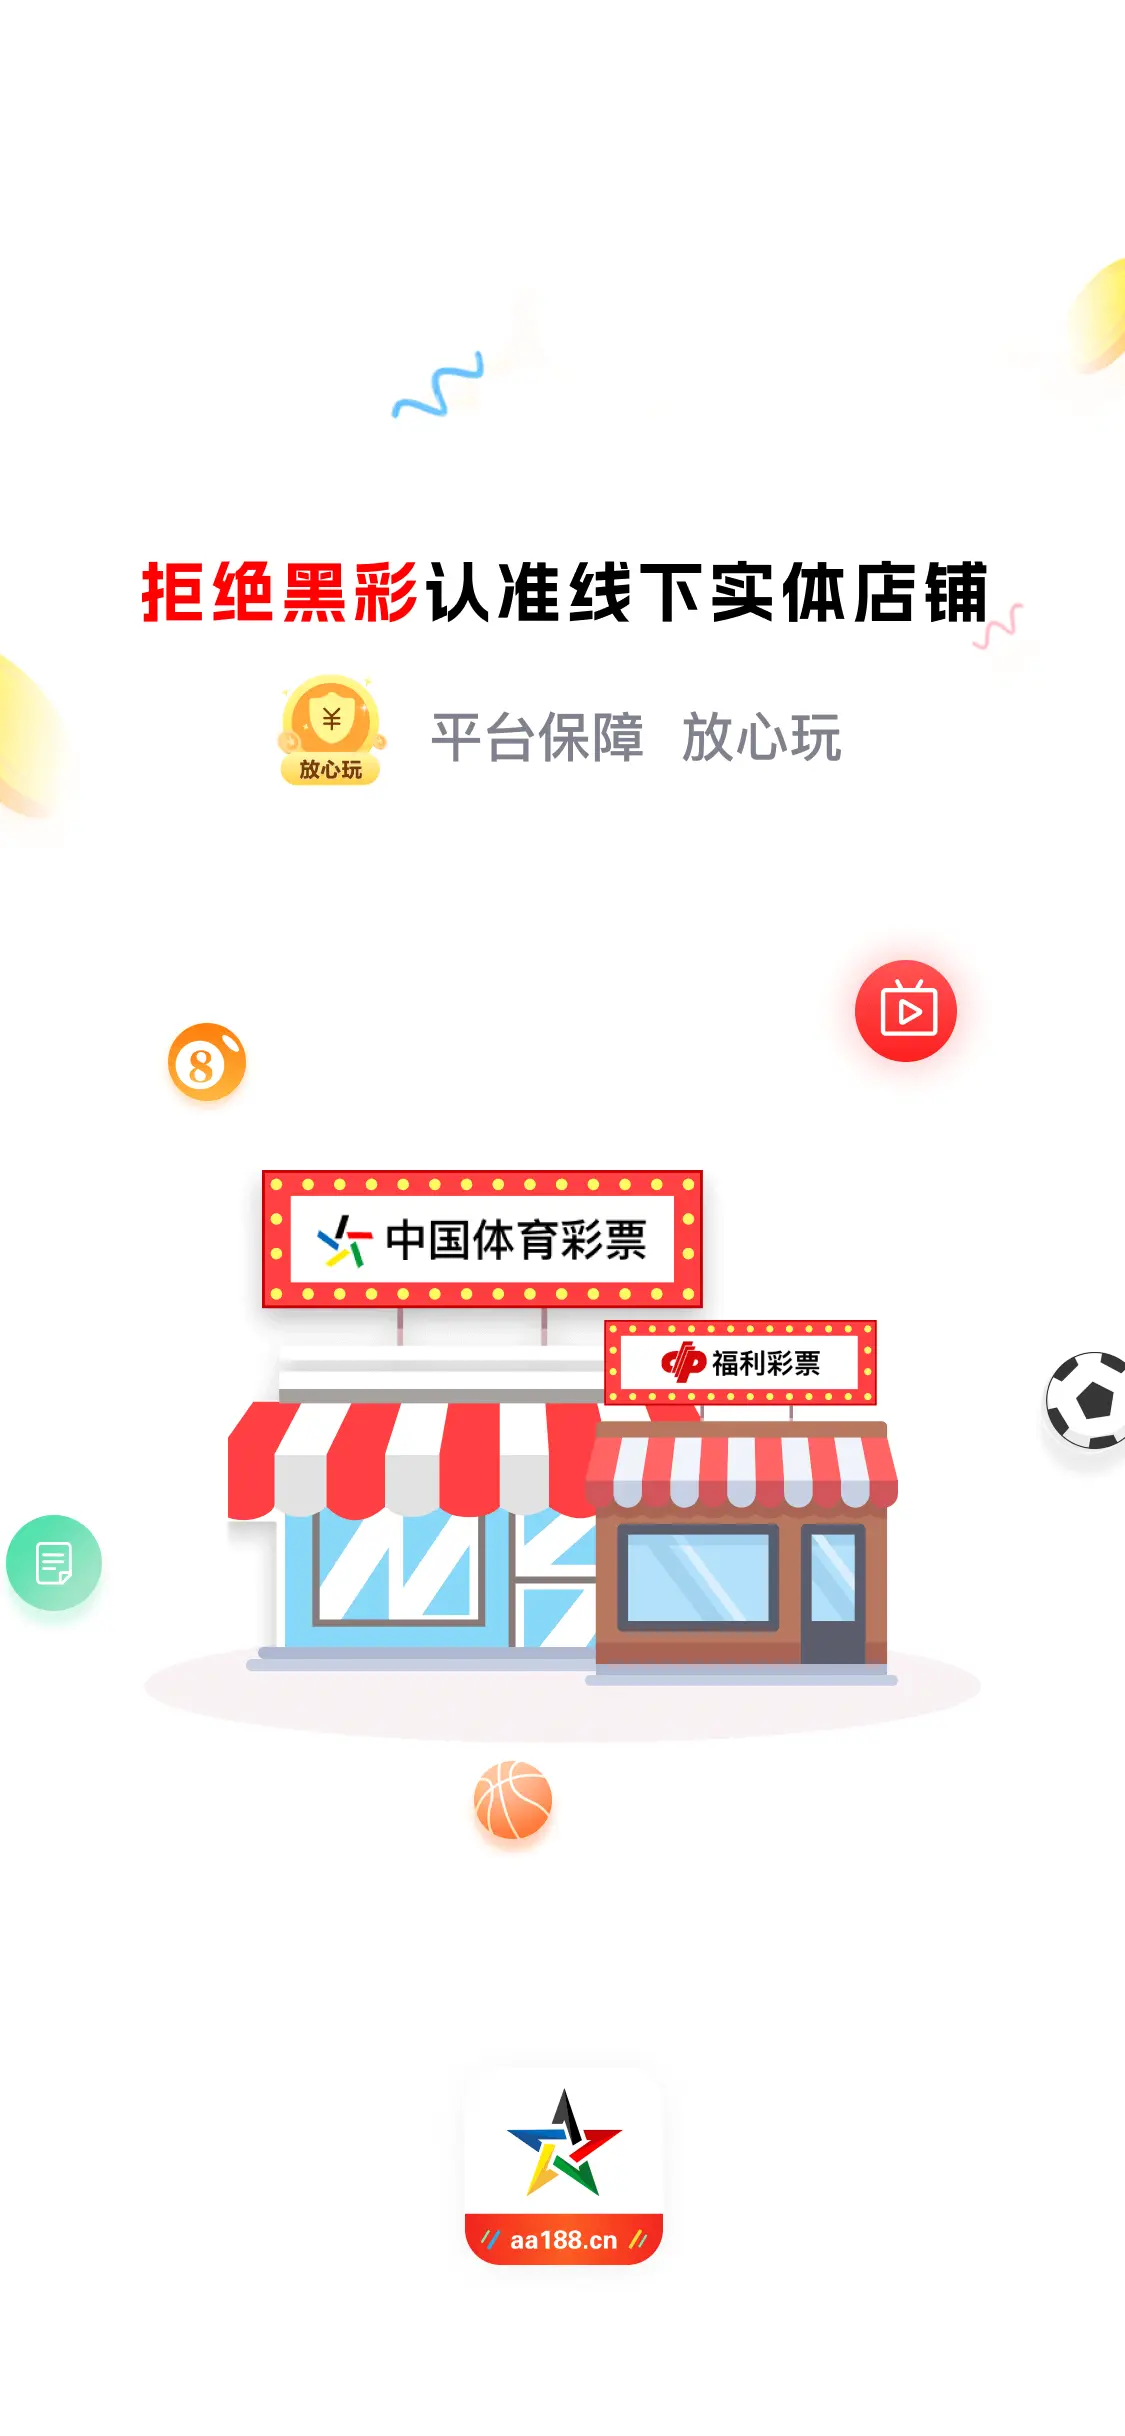 拒绝黑彩认准线下实体店铺
¥
放心玩
平台保障 放心玩
8
中国体育彩票
福利彩票
aa188.cn